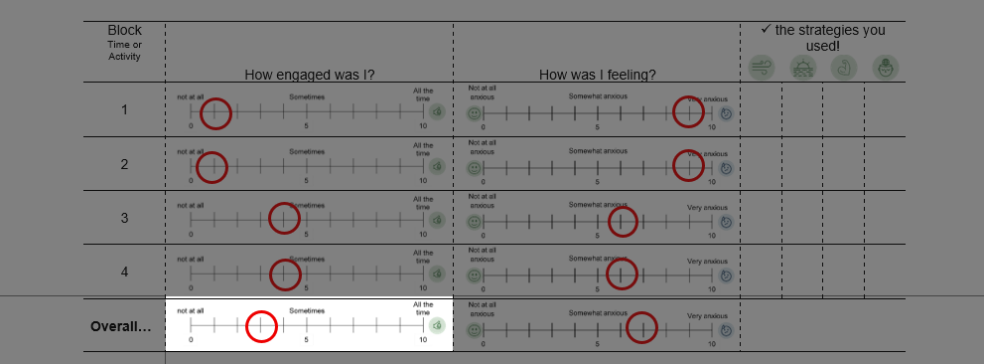 Block
Time or
Activity
How engaged was I?
How was I feeling?
✓ the strategies you
used!
1
not at all Sometimes All the
time
0 5 10
Not at all
anxious Somewhat anxious Very anxious
0 5 10
2
not at all Sometimes All the
time
0 5 10
Not at all
anxious Somewhat anxious Very anxious
0 5 10
3
not at all Sometimes All the
time
0 5 10
Not at all
anxious Somewhat anxious Very anxious
0 5 10
4
not at all Sometimes All the
time
0 5 10
Not at all
anxious Somewhat anxious Very anxious
0 5 10
Overall...
not at all Sometimes All the
time
0 5 10
Not at all
anxious Somewhat anxious Very anxious
0 5 10